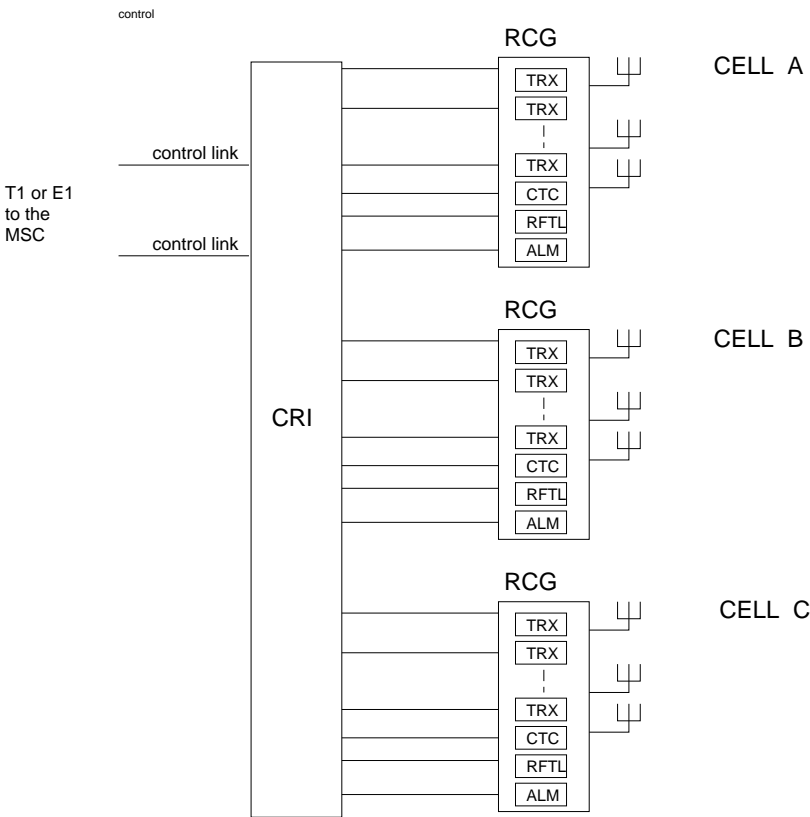 control
RCG
CELL A
TRX
TRX
TRX
CTC
RFTL
ALM
control link
T1 or E1
to the
MSC
control link
RCG
CELL B
TRX
TRX
CRI
TRX
CTC
RFTL
ALM
RCG
CELL C
TRX
TRX
TRX
CTC
RFTL
ALM